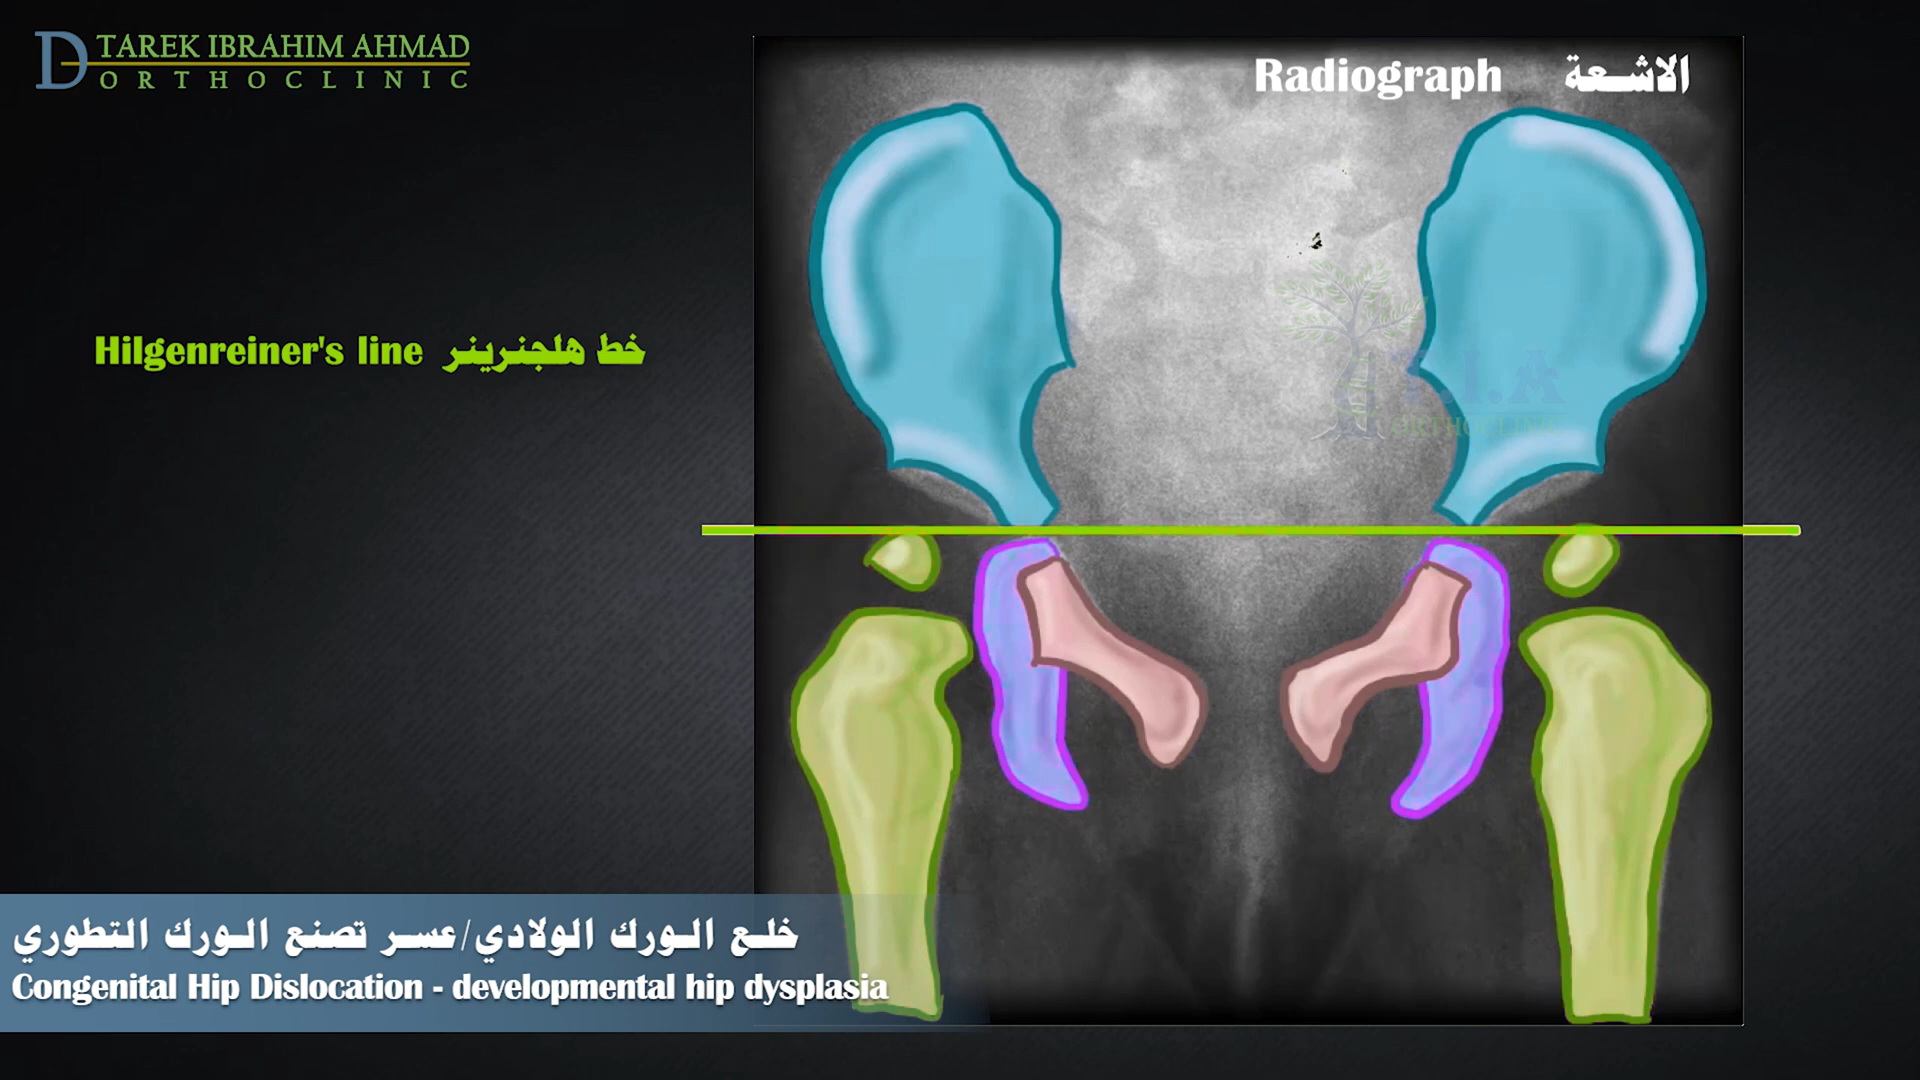 TAREK IBRAHIM AHMAD
ORTHOCLINIC
Radiograph الاشعة
Hilgenreiner's line خط هلجنرينر
T.I.A
ORTHOCLINIC
خلع الورك الولادي/عسر تصنع الورك التطوري
Congenital Hip Dislocation - developmental hip dysplasia